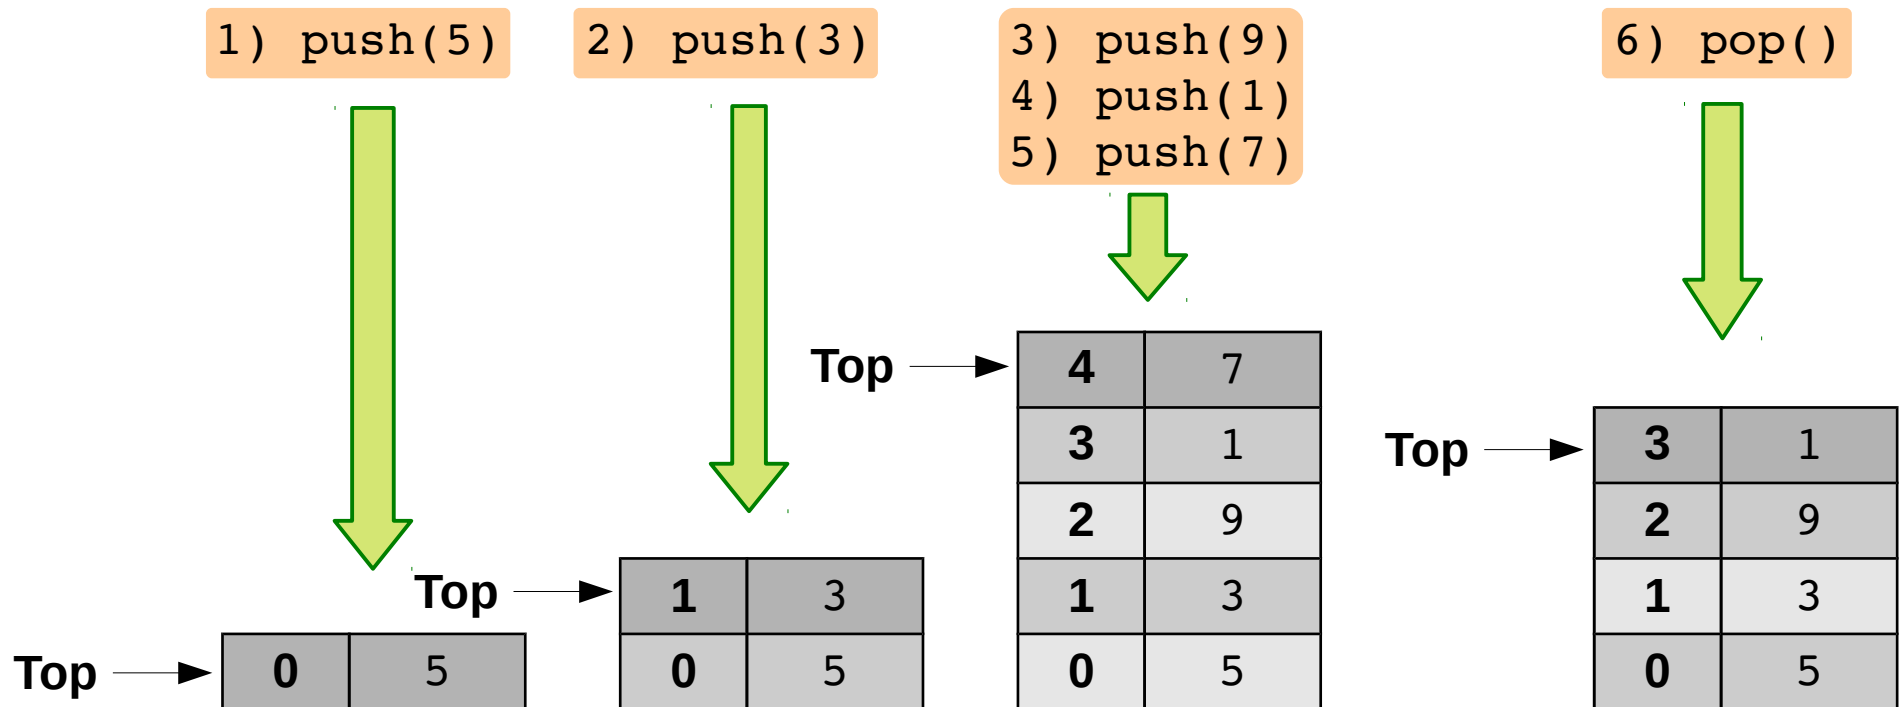 1) push(5)
2) push(3)
3) push(9)
4) push(1)
5) push(7)
6) pop()
Top 0 5
Top 1 3
0 5
Top 4 7
3 1
2 9
1 3
0 5
Top 3 1
2 9
1 3
0 5